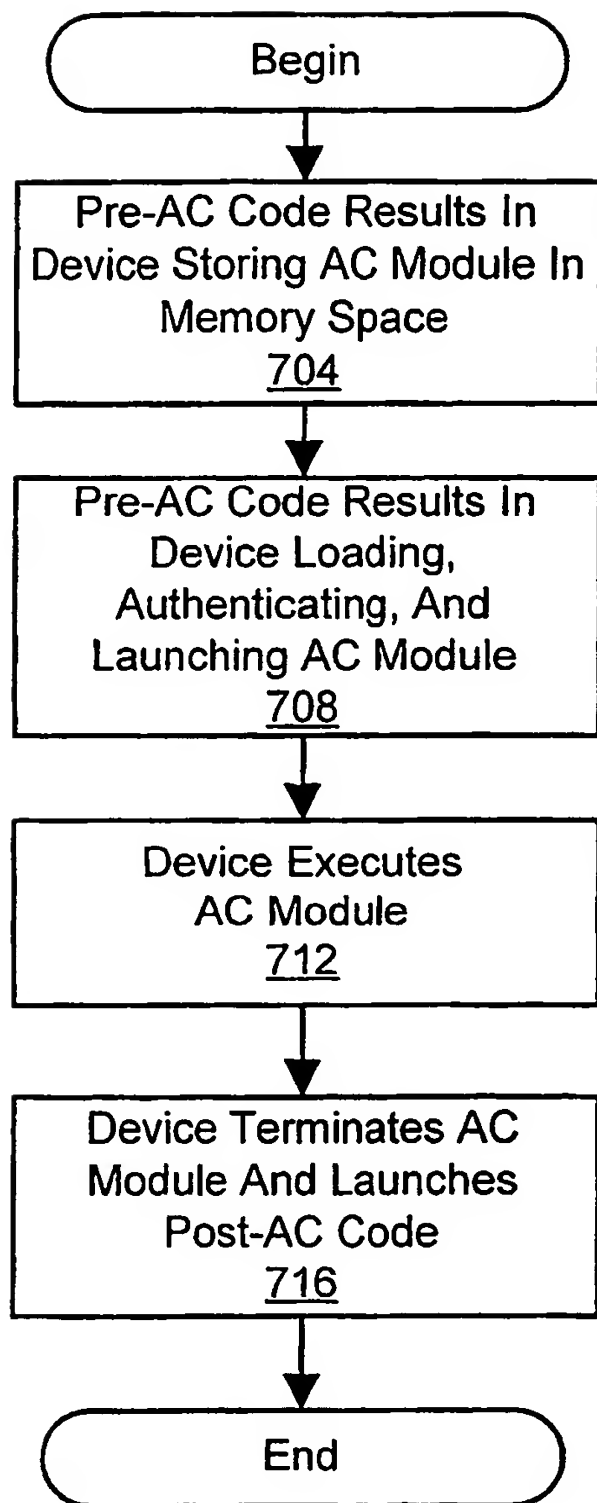 Begin
Pre-AC Code Results In
Device Storing AC Module In
Memory Space
704
Pre-AC Code Results In
Device Loading,
Authenticating, And
Launching AC Module
708
Device Executes
AC Module
712
Device Terminates AC
Module And Launches
Post-AC Code
716
End